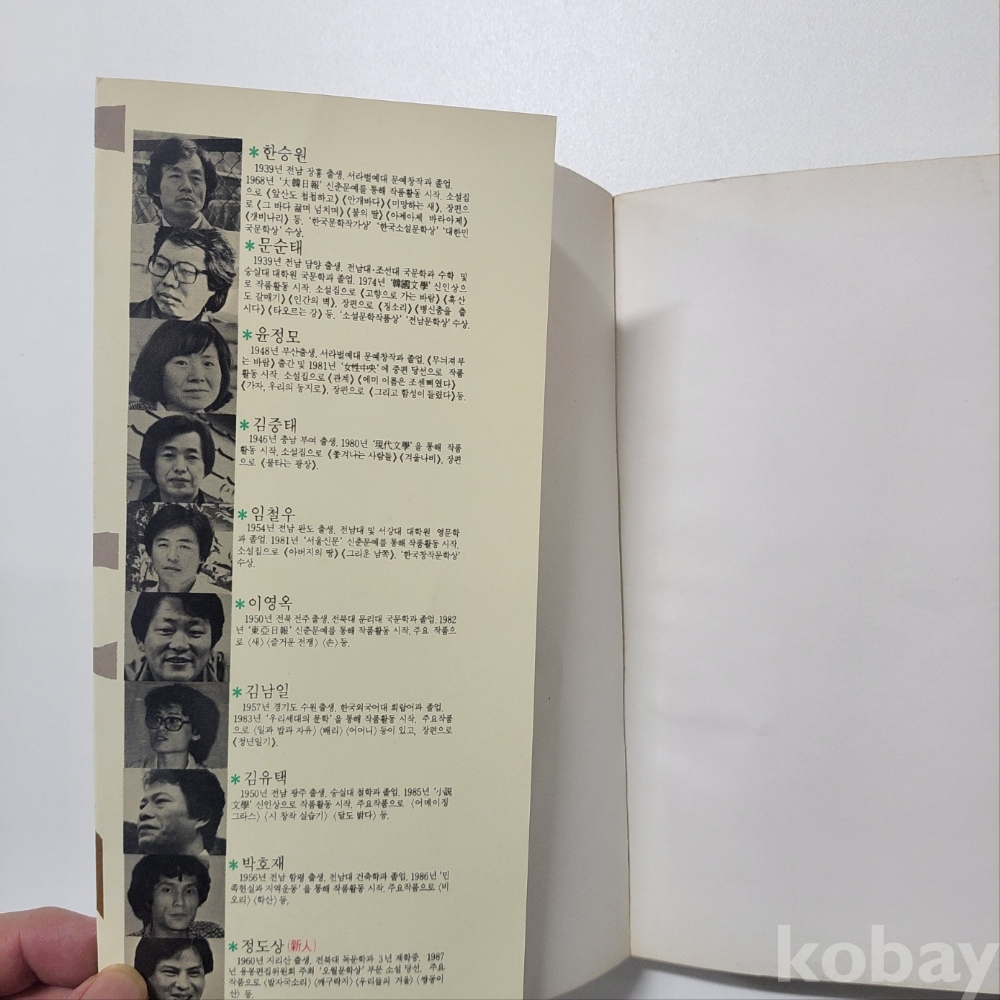 *한승원
1939년 전남 장흥 출생, 서라벌예대 문예창작과 졸업.
1968년 '大韓日報' 신춘문예를 통해 작품활동 시작. 소설집
으로 《앞산도 첩첩하고》《안개바다》《미망하는 새》, 장편으
로 《그 바다 끓며 넘치며》《불의 딸》《아제아제 바라아제》
《갯비나리》 등. '한국문학작가상' '한국소설문학상' '대한민
국문학상' 수상.
*문순태
1939년 전남 담양 출생, 전남대·조선대 국문학과 수학 및
숭실대 대학원 국문학과 졸업. 1974년 '韓國文學' 신인상으
로 작품활동 시작. 소설집으로 《고향으로 가는 바람》《흑산
도 갈매기》《인간의 벽》, 장편으로 《징소리》《병신춤을 춥
시다》《타오르는 강》 등. '소설문학작품상' '전남문학상' 수상.
*윤정모
1948년 부산출생, 서라벌예대 문예창작과 졸업. 《무늬져부
는 바람》 출간 및 1981년 '女性中央'에 중편 당선으로 작품
활동 시작. 소설집으로 《관계》《에미 이름은 조센삐였다》
《가자, 우리의 둥지로》, 장편으로 《그리고 함성이 들렸다》 등.
*김중태
1946년 충남 부여 출생, 1980년 '現代文學'을 통해 작품
활동 시작. 소설집으로 《쫓겨나는 사람들》《겨울나비》, 장편
으로 《불타는 광장》.
*임철우
1954년 전남 완도 출생, 전남대 및 서강대 대학원 영문학
과 졸업. 1981년 '서울신문' 신춘문예를 통해 작품활동 시작.
소설집으로 《아버지의 땅》《그리운 남쪽》. '한국창작문학상'
수상.
*이영옥
1950년 전북 전주 출생, 전북대 문리대 국문학과 졸업. 1982
년 '東亞日報' 신춘문예를 통해 작품활동 시작. 주요 작품으
로 〈새〉〈즐거운 전쟁〉〈손〉 등.
*김남일
1957년 경기도 수원 출생, 한국외국어대 화란어과 졸업.
1983년 '우리세대의 문학'을 통해 작품활동 시작. 주요작품
으로 〈일과 밥과 자유〉〈배리〉〈어머니〉 등이 있고, 장편으로
《청년일기》.
*김유택
1950년 전남 광주 출생, 숭실대 철학과 졸업. 1985년 '小說
文學' 신인상으로 작품활동 시작. 주요작품으로 〈어메이징
그라스〉〈시 창작 실습기〉〈달도 밝다〉 등.
*박호재
1956년 전남 함평 출생, 전남대 건축학과 졸업. 1986년 '민
족현실과 지역운동'을 통해 작품활동 시작. 주요작품으로 〈비
오리〉〈학산〉 등.
*정도상(新人)
1960년 지리산 출생, 전북대 독문학과 3년 재학중. 1987
년 용봉편집위원회 주최 '오월문학상' 부문 소설 당선. 주요
작품으로 〈발자국소리〉〈깨구락지〉〈우리들의 겨울〉〈쌍둥이
산〉 등.
kobay